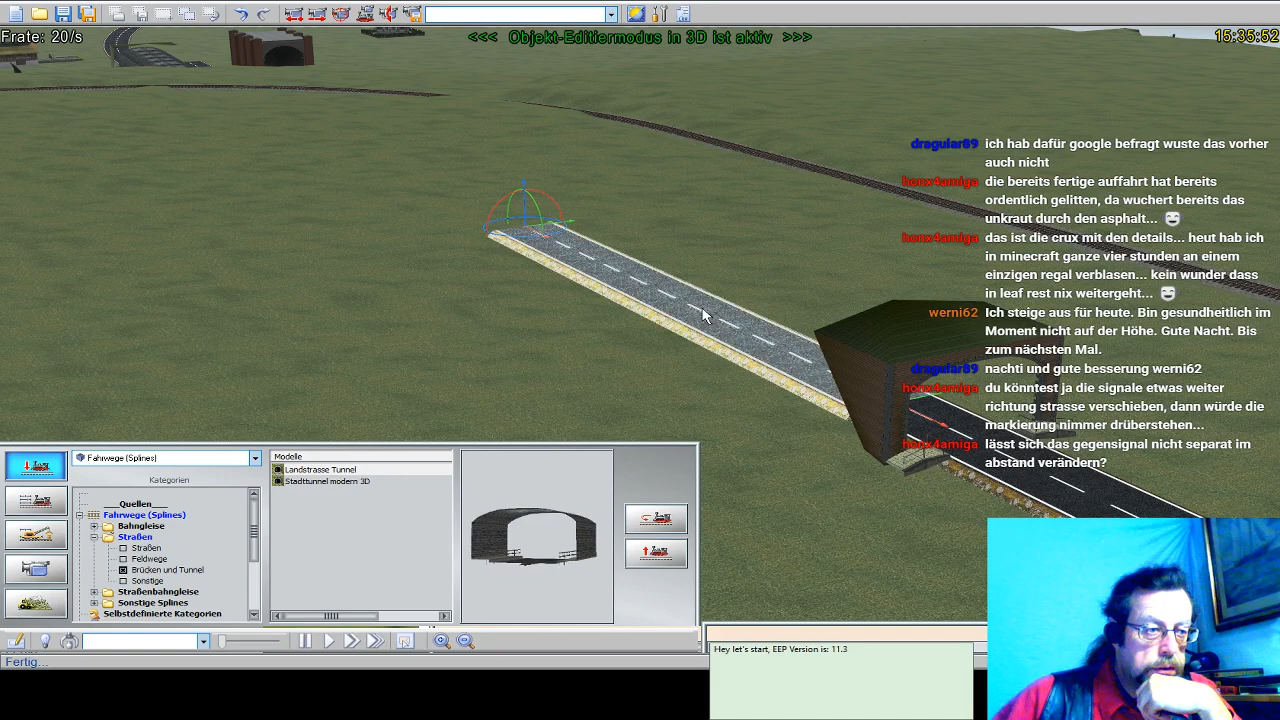 Frate: 20/s
<<< Objekt-Editiermodus in 3D ist aktiv >>>
15:35:52
dragular89 ich hab dafür google befragt wuste das vorher
auch nicht
honx4amiga die bereits fertige auffahrt hat bereits
ordentlich gelitten, da wuchert bereits das
unkraut durch den asphalt...
honx4amiga das ist die crux mit den details... heut hab ich
in minecraft ganze vier stunden an einem
einzigen regal verblasen... kein wunder dass
in leaf rest nix weitergeht...
werni62 Ich steige aus für heute. Bin gesundheitlich im
Moment nicht auf der Höhe. Gute Nacht. Bis
zum nächsten Mal.
dragular89 nachti und gute besserung werni62
honx4amiga du könntest ja die signale etwas weiter
richtung strasse verschieben, dann würde die
markierung nimmer drüberstehen...
honx4amiga lässt sich das gegensignal nicht separat im
abstand verändern?
Fahrwege (Splines)
Kategorien
__Quellen__
Fahrwege (Splines)
Bahngleise
Straßen
Straßen
Feldwege
Brücken und Tunnel
Sonstige
Straßenbahngleise
Sonstige Splines
Selbstdefinierte Kategorien
Modelle
Landstrasse Tunnel
Stadttunnel modern 3D
Fertig...
Hey let's start, EEP Version is: 11.3